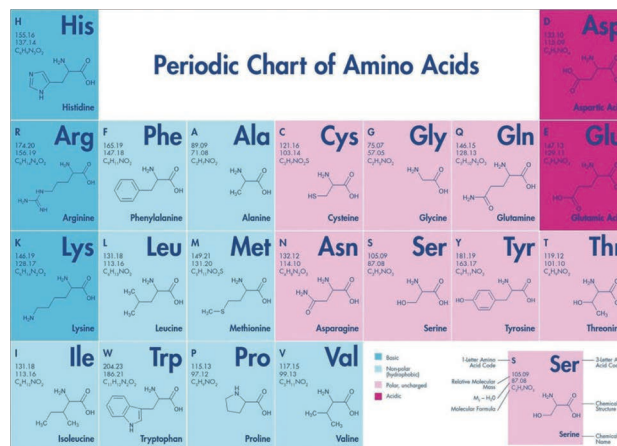 H His
155.16
137.14
C₆H₉N₃O₂
Histidine
Periodic Chart of Amino Acids
D Asp
Aspartic Aci
R Arg
174.20
156.19
Arginine
F Phe
165.19
147.18
C₉H₁₁NO₂
Phenylalanine
A Ala
89.09
71.08
C₃H₇NO₂
Alanine
C Cys
121.16
103.14
C₃H₇NO₂S
Cysteine
G Gly
75.07
57.05
C₂H₅NO₂
Glycine
Q Gln
146.15
128.13
C₅H₁₀N₂O₃
Glutamine
E Glu
Glutamic Ac
K Lys
146.19
128.17
C₆H₁₄N₂O₂
Lysine
L Leu
131.18
113.16
C₆H₁₃NO₂
Leucine
M Met
149.21
131.20
C₅H₁₁NO₂S
Methionine
N Asn
132.12
114.10
C₄H₈N₂O₃
Asparagine
S Ser
105.09
87.08
C₃H₇NO₃
Serine
Y Tyr
181.19
163.17
C₉H₁₁NO₃
Tyrosine
T Thr
119.12
101.10
C₄H₉NO₃
Threonin
I Ile
131.18
113.16
C₆H₁₃NO₂
Isoleucine
W Trp
204.23
186.21
C₁₁H₁₂N₂O₂
Tryptophan
P Pro
115.13
97.12
C₅H₉NO₂
Proline
V Val
117.15
99.13
C₅H₁₁NO₂
Valine
Basic
Non-polar
(hydrophobic)
Polar, uncharged
Acidic
1-Letter Amino
Acid Code
Relative Molecular
Mass
Mᵣ – H₂O
Molecular Formula
S Ser
105.09
87.08
C₃H₇NO₃
Serine
3-Letter A
Acid Cod
Chemical
Structure
Chemical
Name